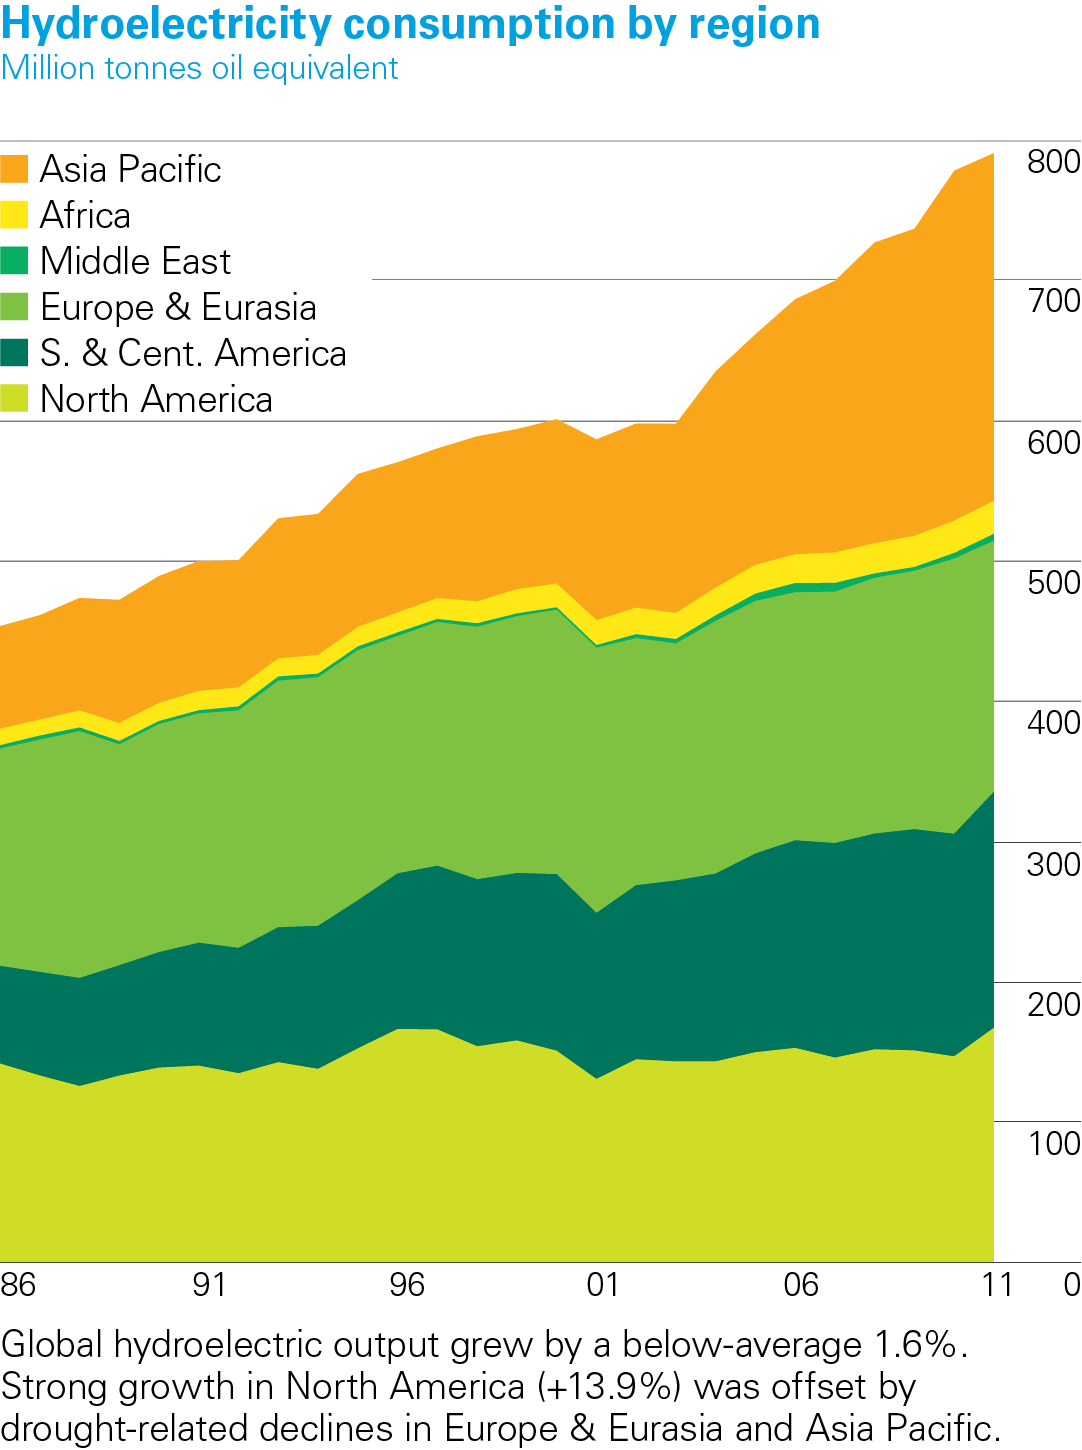 Hydroelectricity consumption by region
Million tonnes oil equivalent
Asia Pacific
Africa
Middle East
Europe & Eurasia
S. & Cent. America
North America
800
700
600
500
400
300
200
100
0
86 91 96 01 06 11
Global hydroelectric output grew by a below-average 1.6%.
Strong growth in North America (+13.9%) was offset by
drought-related declines in Europe & Eurasia and Asia Pacific.